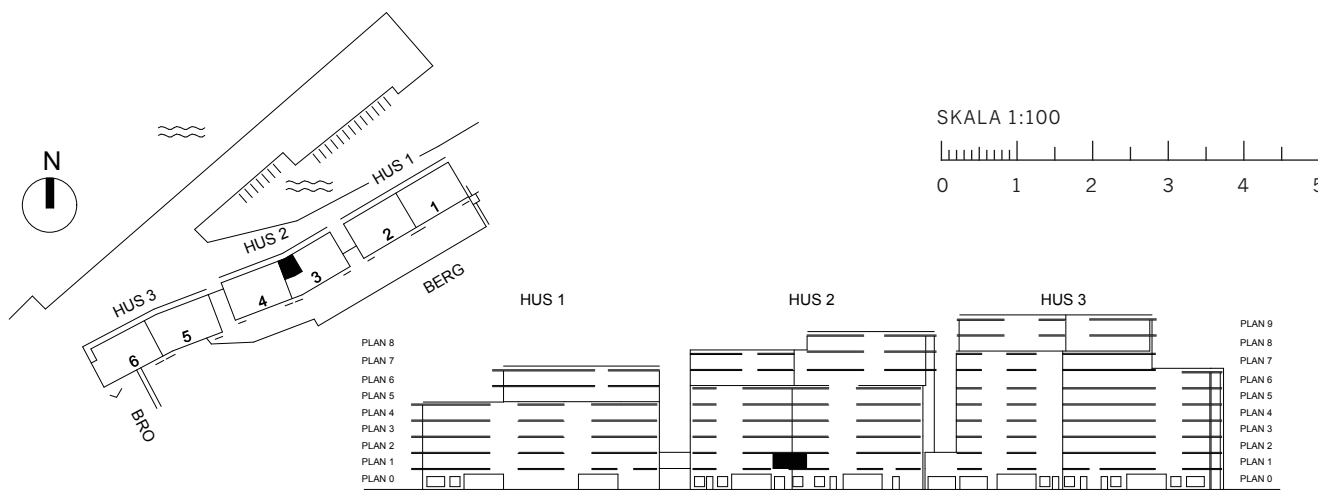 N
HUS 1
1
2
HUS 2
3
4
HUS 3
5
6
BERG
BRO
SKALA 1:100
0 1 2 3 4 5
HUS 1 HUS 2 HUS 3
PLAN 8
PLAN 7
PLAN 6
PLAN 5
PLAN 4
PLAN 3
PLAN 2
PLAN 1
PLAN 0
PLAN 9
PLAN 8
PLAN 7
PLAN 6
PLAN 5
PLAN 4
PLAN 3
PLAN 2
PLAN 1
PLAN 0